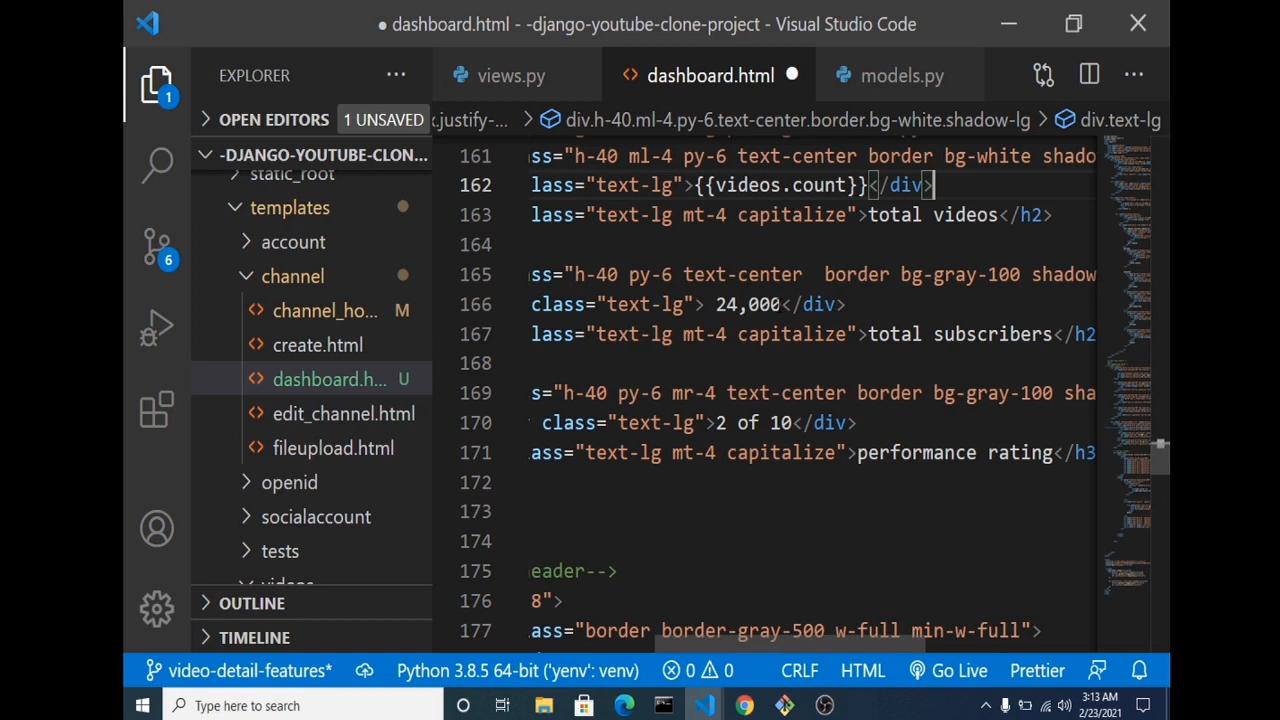 ● dashboard.html - -django-youtube-clone-project - Visual Studio Code
EXPLORER ...
views.py
dashboard.html
models.py
...
OPEN EDITORS 1 UNSAVED
k.justify-... > div.h-40.ml-4.py-6.text-center.border.bg-white.shadow-lg > div.text-lg
-DJANGO-YOUTUBE-CLON...
static_root
templates
account
channel
channel_ho... M
create.html
dashboard.h... U
edit_channel.html
fileupload.html
openid
socialaccount
tests
videos
OUTLINE
TIMELINE
1
6
161 ass="h-40 ml-4 py-6 text-center border bg-white shado
162 lass="text-lg">{{videos.count}}</div>
163 lass="text-lg mt-4 capitalize">total videos</h2>
164
165 ass="h-40 py-6 text-center  border bg-gray-100 shadow
166 class="text-lg"> 24,000</div>
167 lass="text-lg mt-4 capitalize">total subscribers</h2
168
169 s="h-40 py-6 mr-4 text-center border bg-gray-100 sha
170 class="text-lg">2 of 10</div>
171 ass="text-lg mt-4 capitalize">performance rating</h3
172
173
174
175 eader-->
176 8">
177 ass="border border-gray-500 w-full min-w-full">
video-detail-features* Python 3.8.5 64-bit ('yenv': venv) 0 0 CRLF HTML Go Live Prettier
Type here to search
3:13 AM
2/23/2021